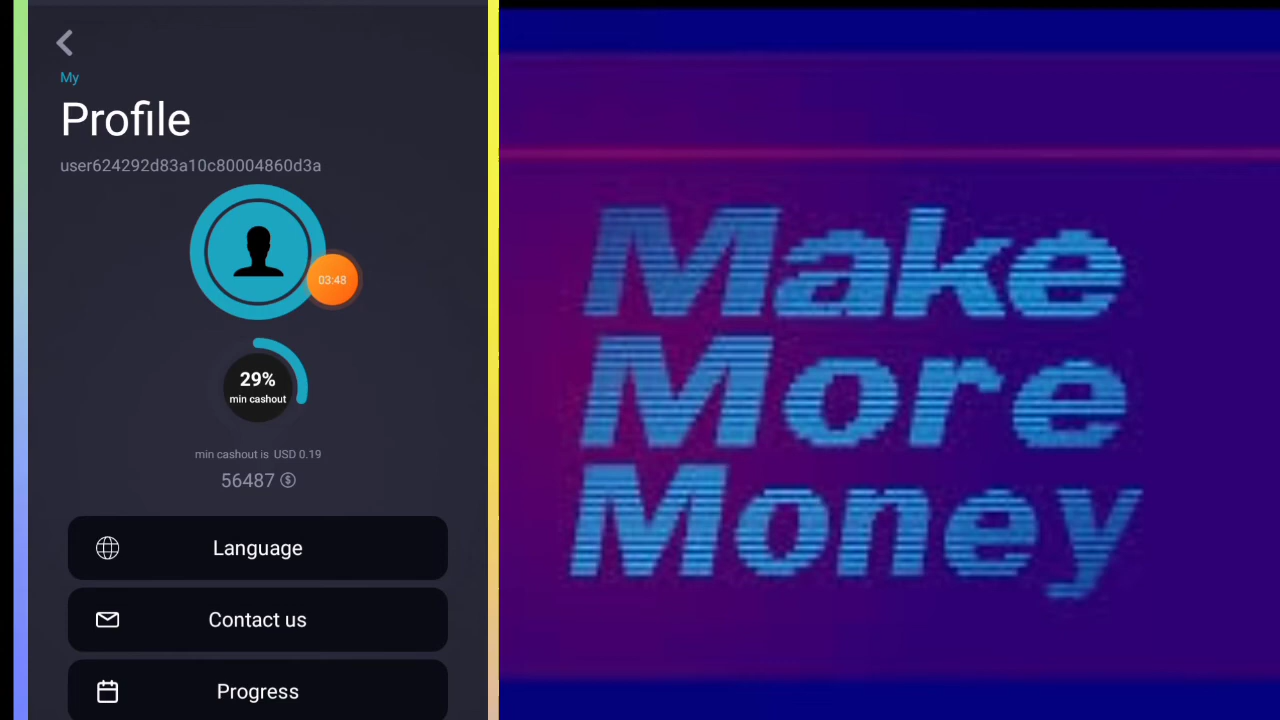 My
Profile
user624292d83a10c80004860d3a
03:48
29%
min cashout
min cashout is USD 0.19
56487
Language
Contact us
Progress
Make
More
Money